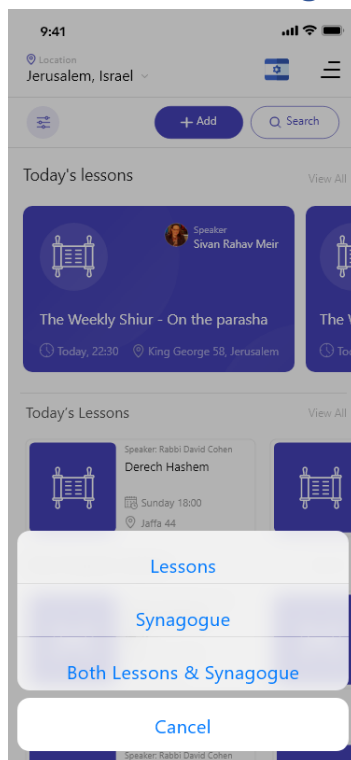 9:41
Location
Jerusalem, Israel
+ Add
Search
Today's lessons
View All
Speaker
Sivan Rahav Meir
The Weekly Shiur - On the parasha
The
Today, 22:30
King George 58, Jerusalem
Today's Lessons
View All
Speaker: Rabbi David Cohen
Derech Hashem
Sunday 18:00
Jaffa 44
Lessons
Synagogue
Both Lessons & Synagogue
Cancel
Speaker: Rabbi David Cohen